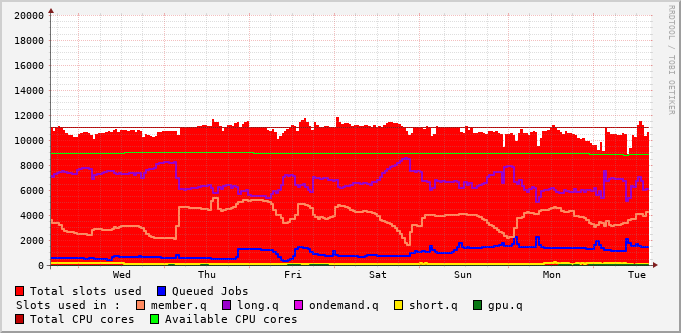 20000
18000
16000
14000
12000
10000
8000
6000
4000
2000
0
Wed Thu Fri Sat Sun Mon Tue
RRDTOOL / TOBI OETIKER
Total slots used Queued Jobs
Slots used in : member.q long.q ondemand.q short.q gpu.q
Total CPU cores Available CPU cores